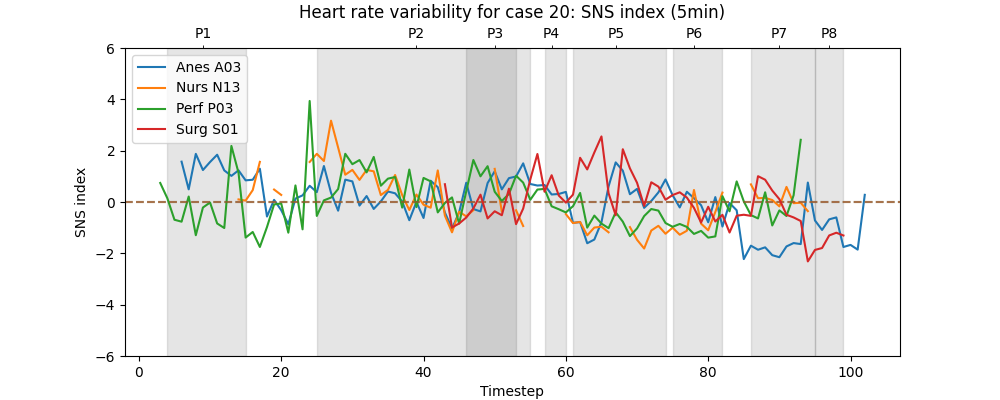 Heart rate variability for case 20: SNS index (5min)
P1 P2 P3 P4 P5 P6 P7 P8
Anes A03
Nurs N13
Perf P03
Surg S01
SNS index
6
4
2
0
−2
−4
−6
0 20 40 60 80 100
Timestep